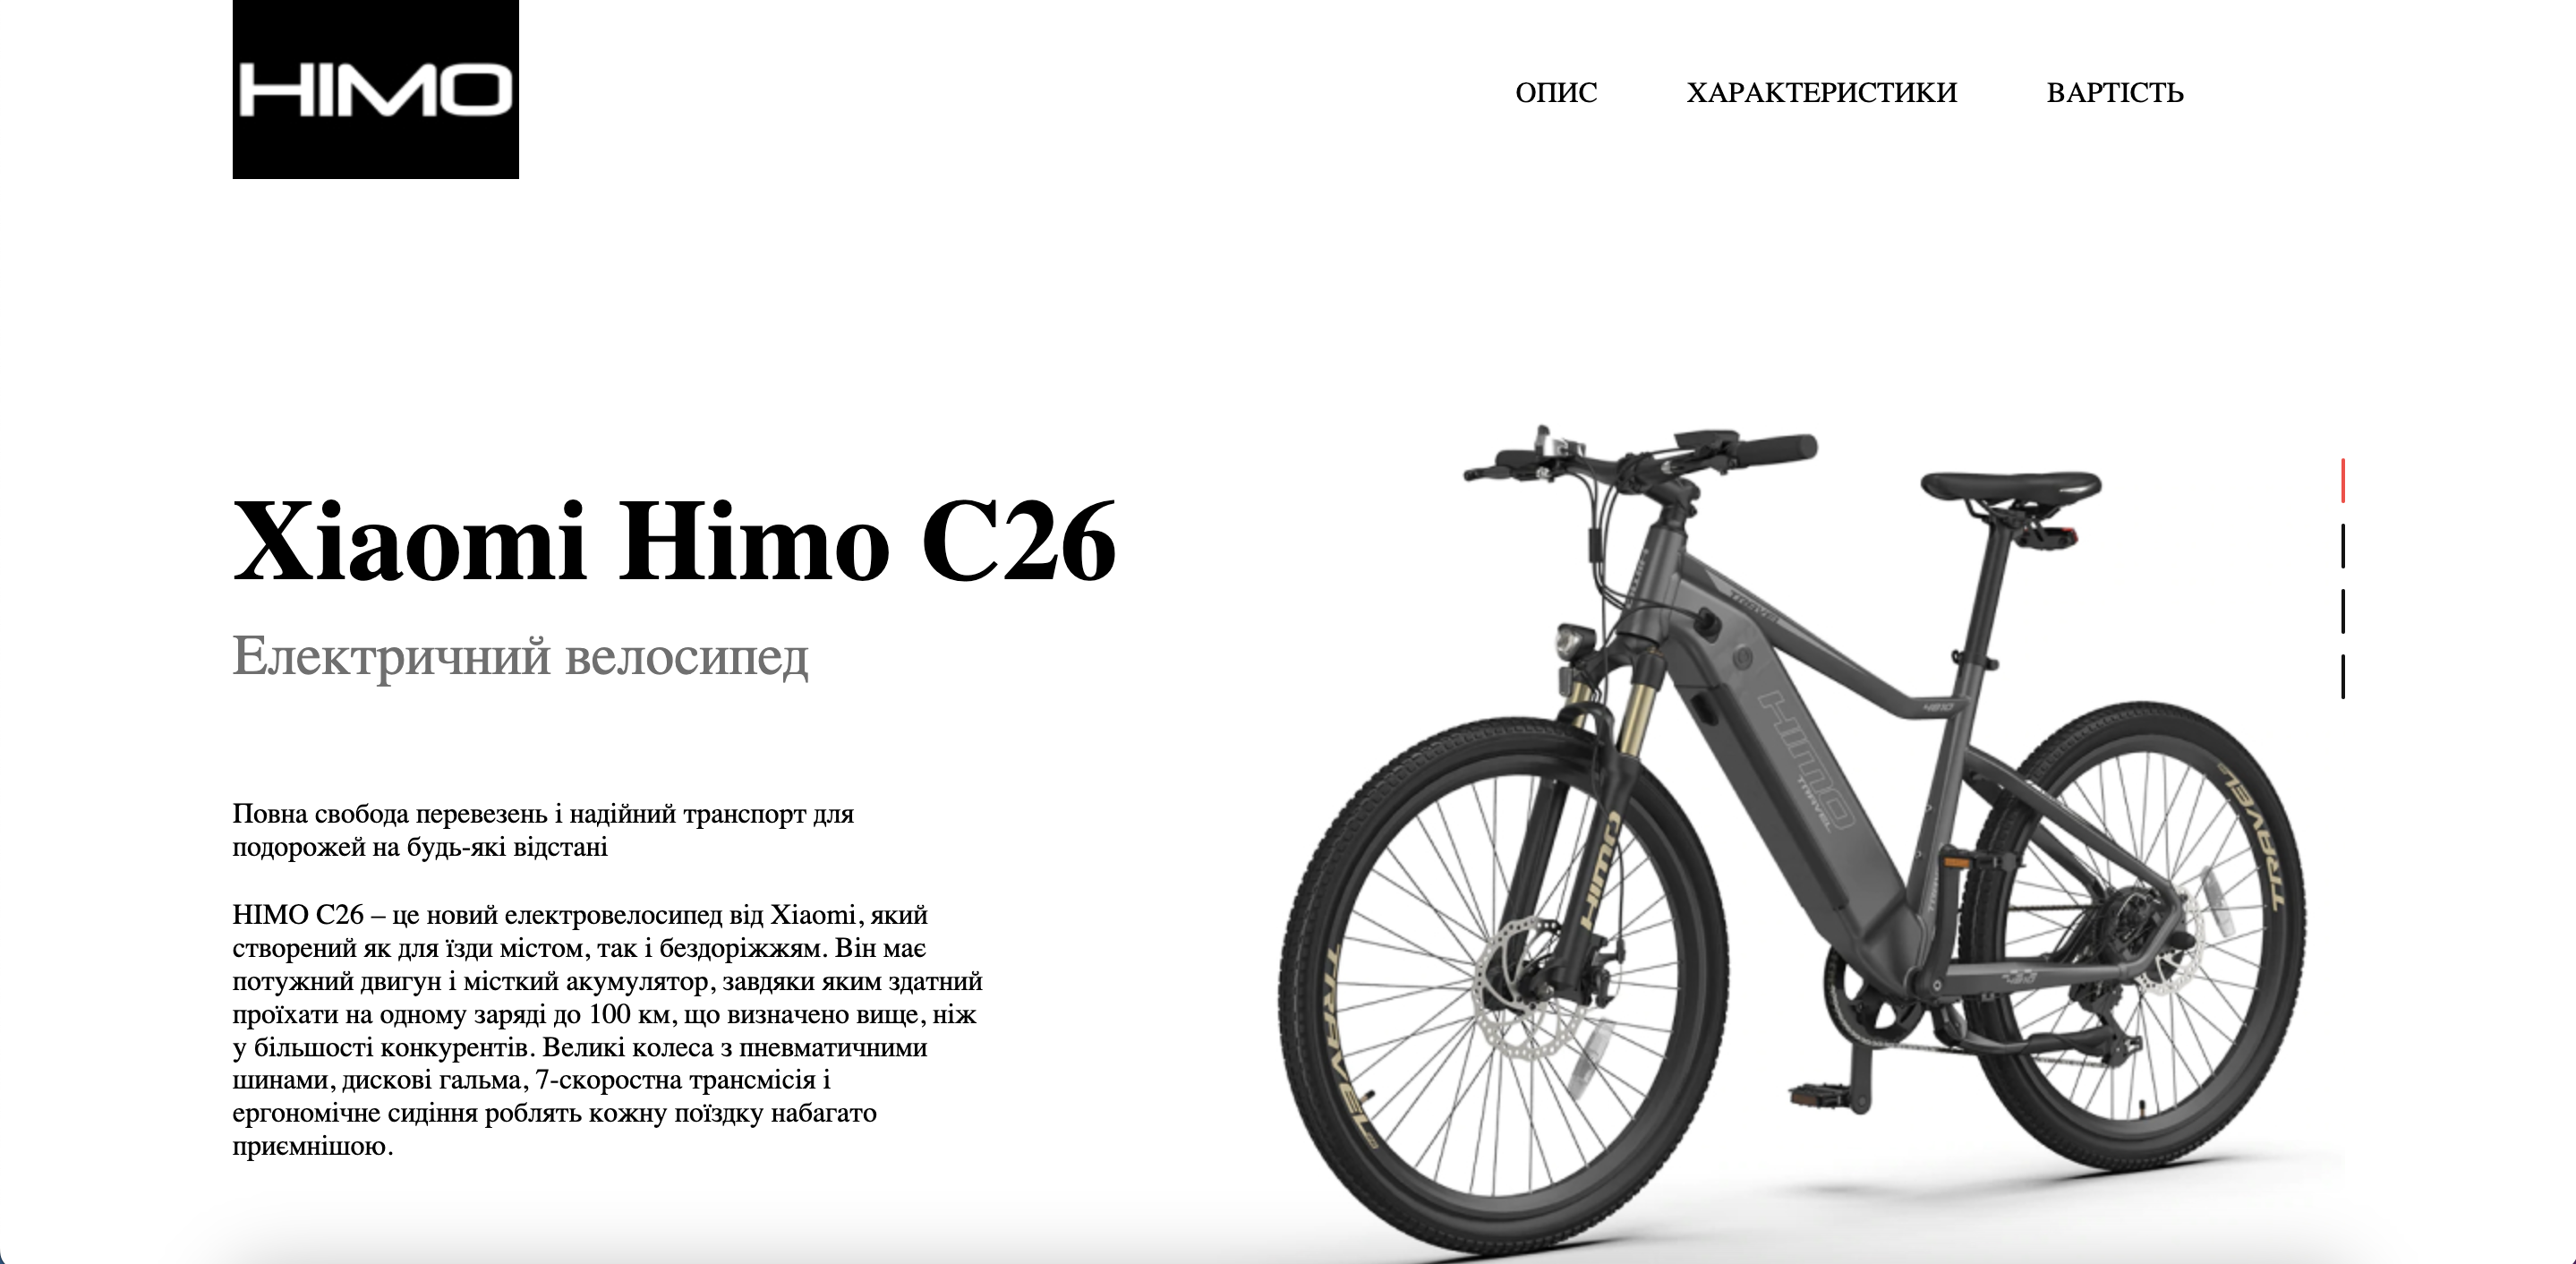 HIMO
ОПИС ХАРАКТЕРИСТИКИ ВАРТІСТЬ
Xiaomi Himo C26
Електричний велосипед
Повна свобода перевезень і надійний транспорт для
подорожей на будь-які відстані
HIMO C26 – це новий електровелосипед від Xiaomi, який
створений як для їзди містом, так і бездоріжжям. Він має
потужний двигун і місткий акумулятор, завдяки яким здатний
проїхати на одному заряді до 100 км, що визначено вище, ніж
у більшості конкурентів. Великі колеса з пневматичними
шинами, дискові гальма, 7-скоростна трансмісія і
ергономічне сидіння роблять кожну поїздку набагато
приємнішою.
TRAVEL
4810
HIMO
TRAVEL
HIMO
TRAVEL
TRAVEL